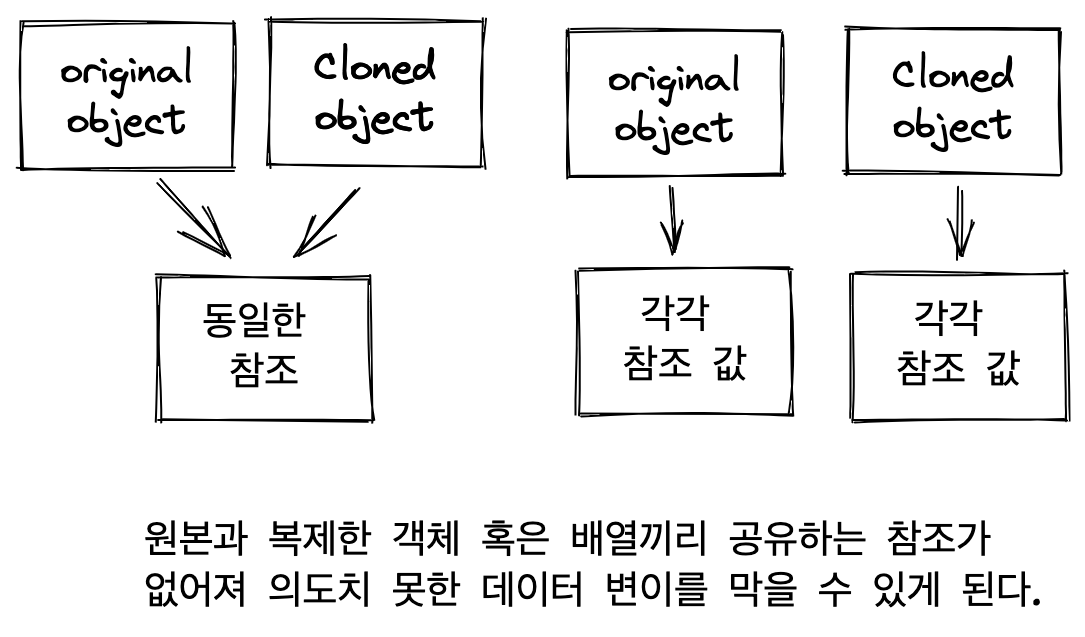 original
object
Cloned
object
original
object
Cloned
object
동일한
참조
각각
참조 값
각각
참조 값
원본과 복제한 객체 혹은 배열끼리 공유하는 참조가
없어져 의도치 못한 데이터 변이를 막을 수 있게 된다.